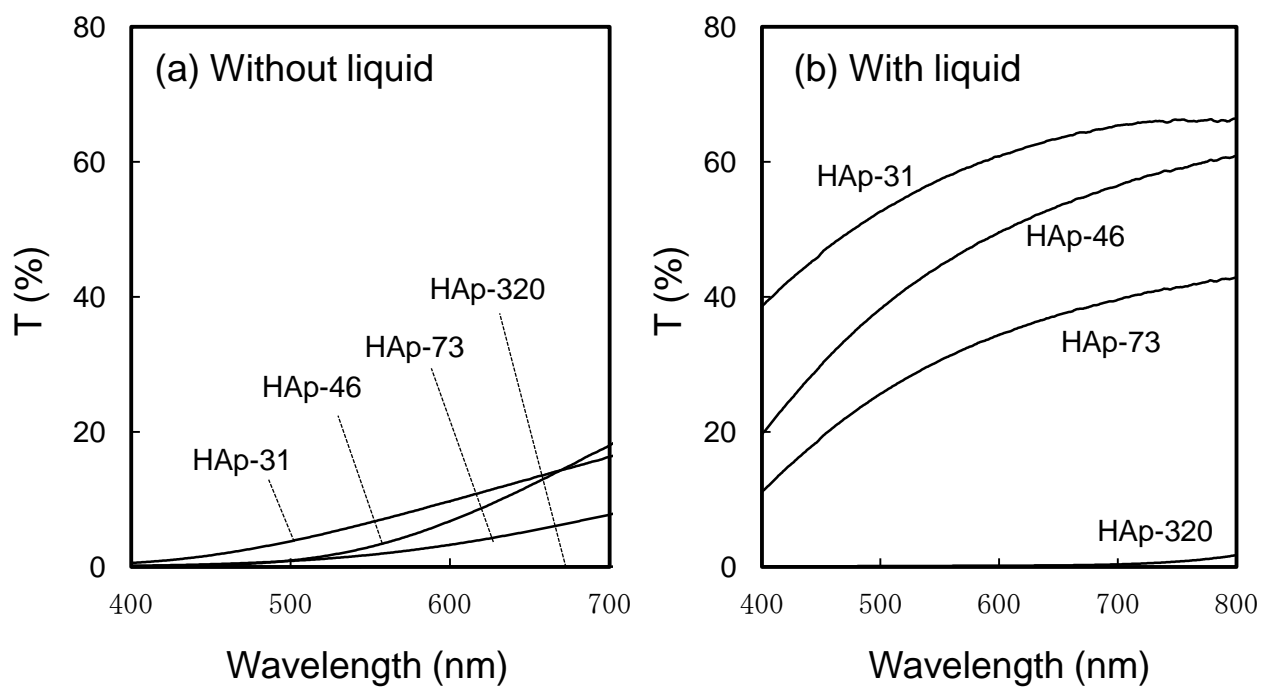 (a) Without liquid
80
60
40
20
0
T (%)
HAp-320
HAp-73
HAp-46
HAp-31
400 500 600 700
Wavelength (nm)
(b) With liquid
80
60
40
20
0
T (%)
HAp-31
HAp-46
HAp-73
HAp-320
400 500 600 700 800
Wavelength (nm)